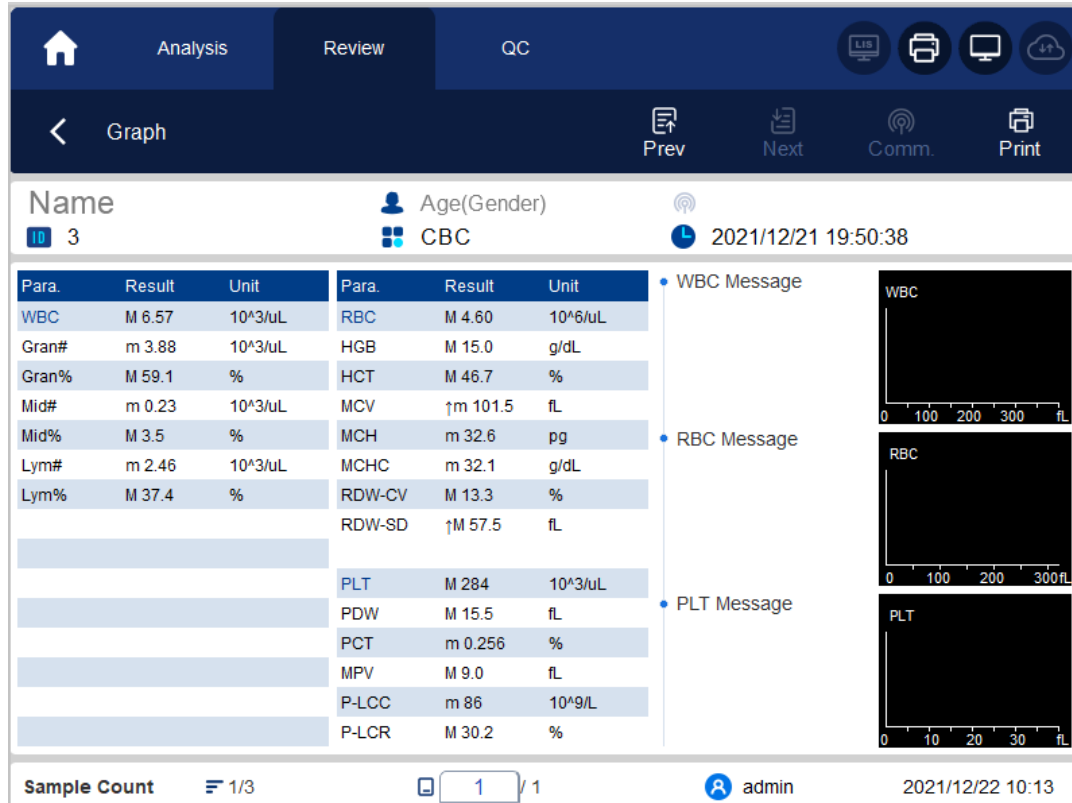 Analysis Review QC LIS
Graph Prev Next Comm. Print
Name Age(Gender)
ID 3 CBC 2021/12/21 19:50:38
Para. Result Unit Para. Result Unit
WBC M 6.57 10^3/uL RBC M 4.60 10^6/uL
Gran# m 3.88 10^3/uL HGB M 15.0 g/dL
Gran% M 59.1 % HCT M 46.7 %
Mid# m 0.23 10^3/uL MCV ↑m 101.5 fL
Mid% M 3.5 % MCH m 32.6 pg
Lym# m 2.46 10^3/uL MCHC m 32.1 g/dL
Lym% M 37.4 % RDW-CV M 13.3 %
RDW-SD ↑M 57.5 fL
PLT M 284 10^3/uL
PDW M 15.5 fL
PCT m 0.256 %
MPV M 9.0 fL
P-LCC m 86 10^9/L
P-LCR M 30.2 %
WBC Message
WBC
0 100 200 300 fL
RBC Message
RBC
0 100 200 300fL
PLT Message
PLT
0 10 20 30 fL
Sample Count 1/3 1 / 1 admin 2021/12/22 10:13